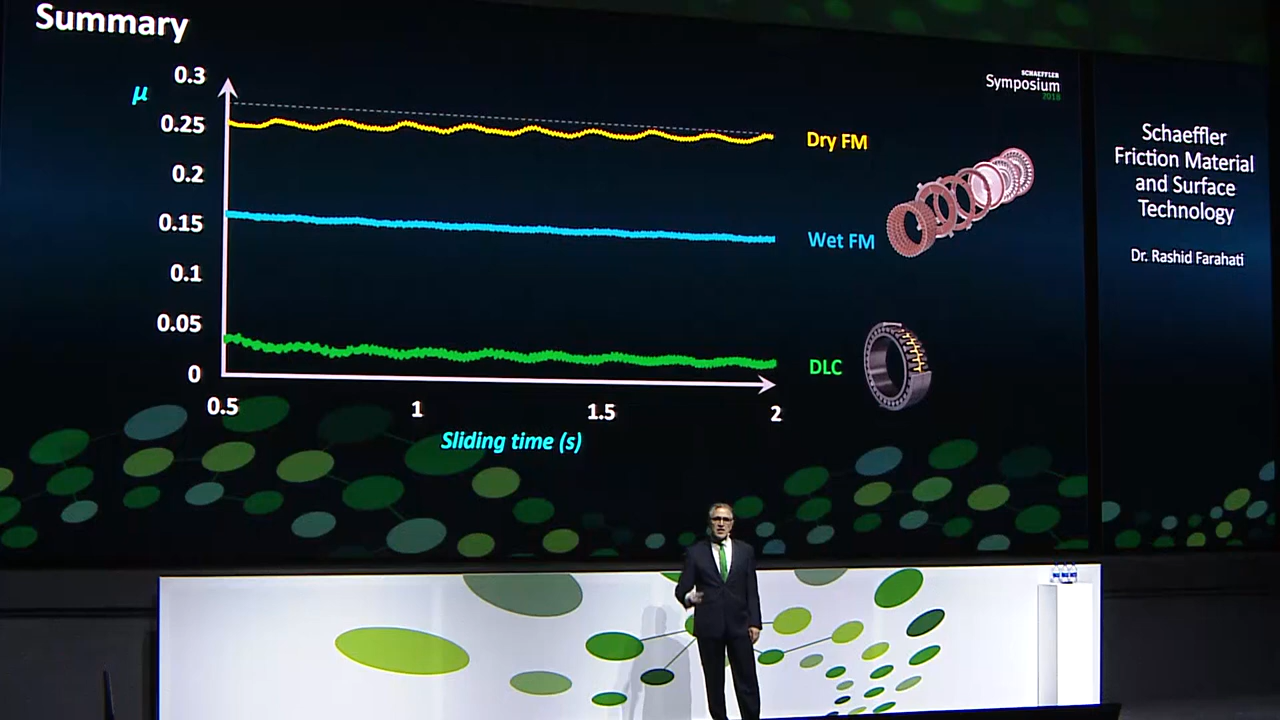 Summary
0.3
μ
0.25
0.2
0.15
0.1
0.05
0
0.5
1
1.5
2
Sliding time (s)
Dry FM
Wet FM
DLC
SCHAEFFLER
Symposium
2018
Schaeffler
Friction Material
and Surface
Technology
Dr. Rashid Farahati